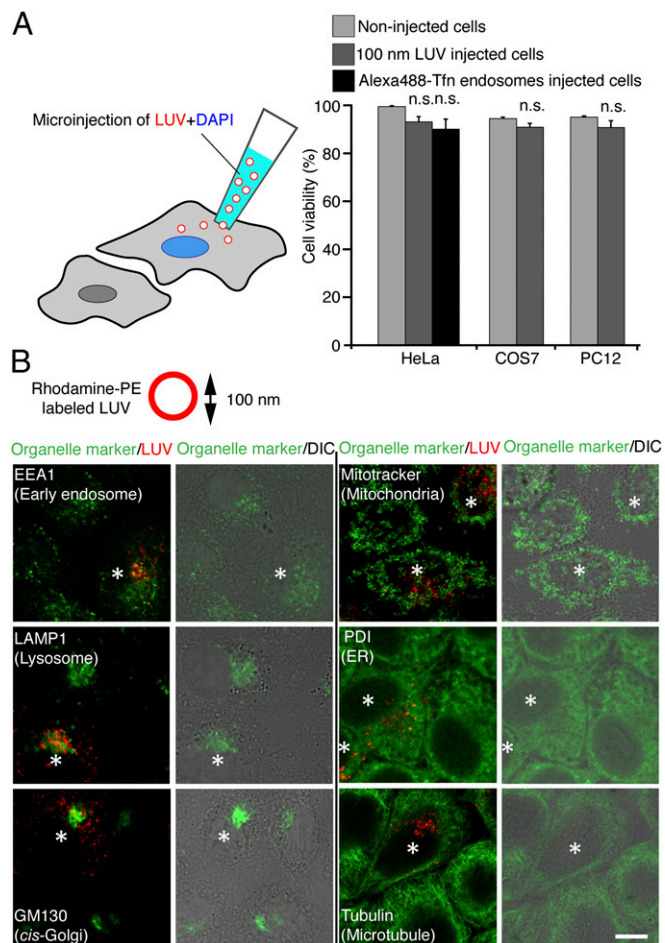 A
Non-injected cells
100 nm LUV injected cells
Alexa488-Tfn endosomes injected cells
Microinjection of LUV+DAPI
Cell viability (%)
100
80
60
40
20
0
n.s.n.s.
n.s.
n.s.
HeLa
COS7
PC12
B
Rhodamine-PE
labeled LUV
100 nm
Organelle marker/LUV
Organelle marker/DIC
Organelle marker/LUV
Organelle marker/DIC
EEA1
(Early endosome)
*
*
Mitotracker
(Mitochondria)
*
*
*
*
LAMP1
(Lysosome)
*
*
PDI
(ER)
*
*
*
*
GM130
(cis-Golgi)
*
*
Tubulin
(Microtubule)
*
*